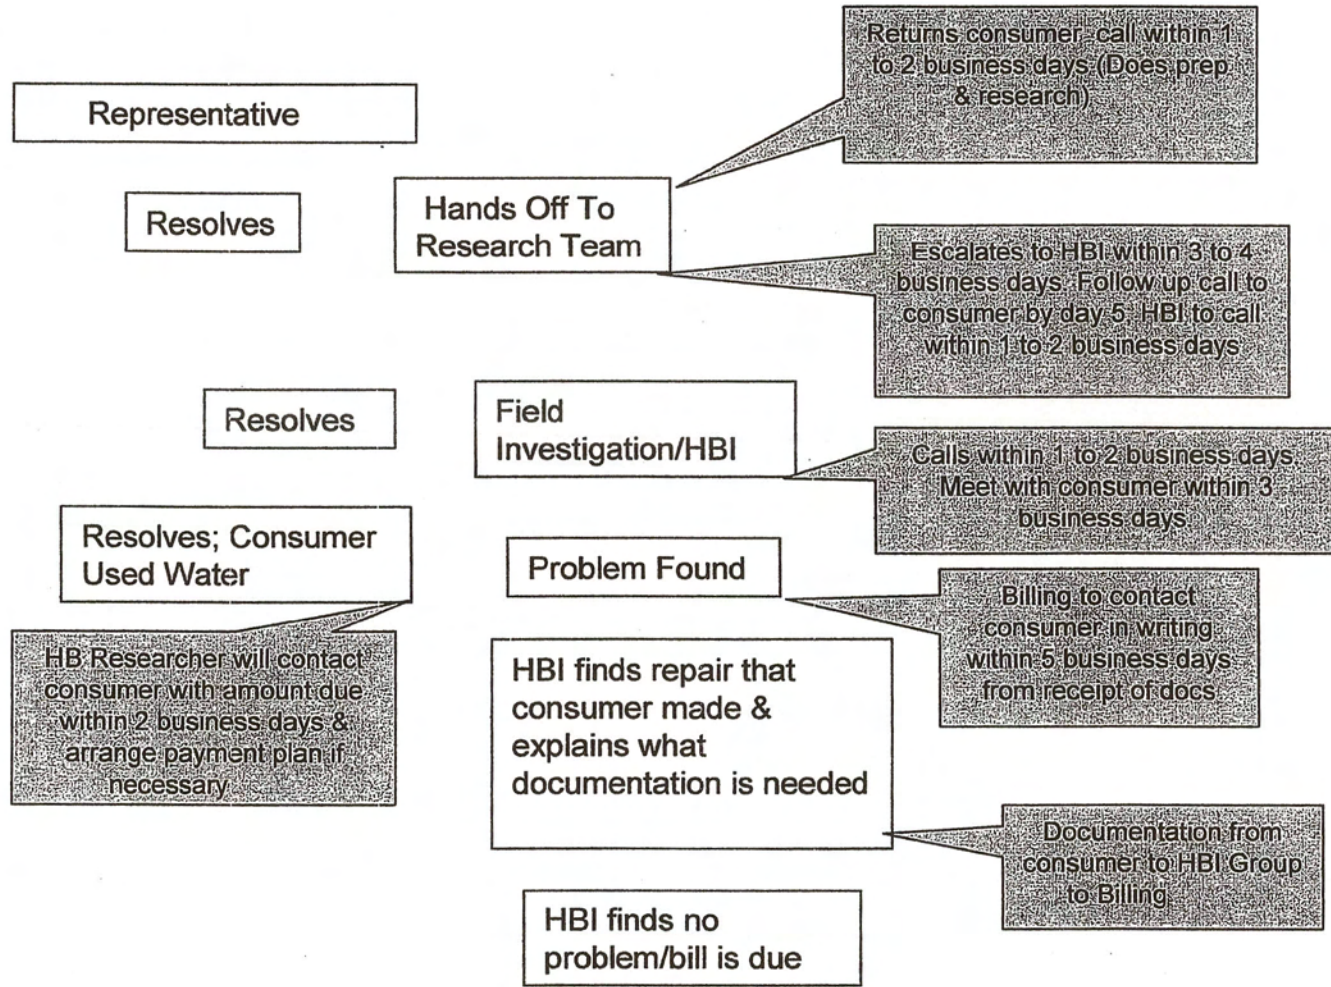 Representative
Returns consumer call within 1
to 2 business days (Does prep
& research)
Resolves
Hands Off To
Research Team
Escalates to HBI within 3 to 4
business days. Follow up call to
consumer by day 5. HBI to call
within 1 to 2 business days
Resolves
Field
Investigation/HBI
Calls within 1 to 2 business days.
Meet with consumer within 3
business days
Resolves; Consumer
Used Water
HB Researcher will contact
consumer with amount due
within 2 business days &
arrange payment plan if
necessary
Problem Found
Billing to contact
consumer in writing
within 5 business days
from receipt of docs
HBI finds repair that
consumer made &
explains what
documentation is needed
Documentation from
consumer to HBI Group
to Billing
HBI finds no
problem/bill is due